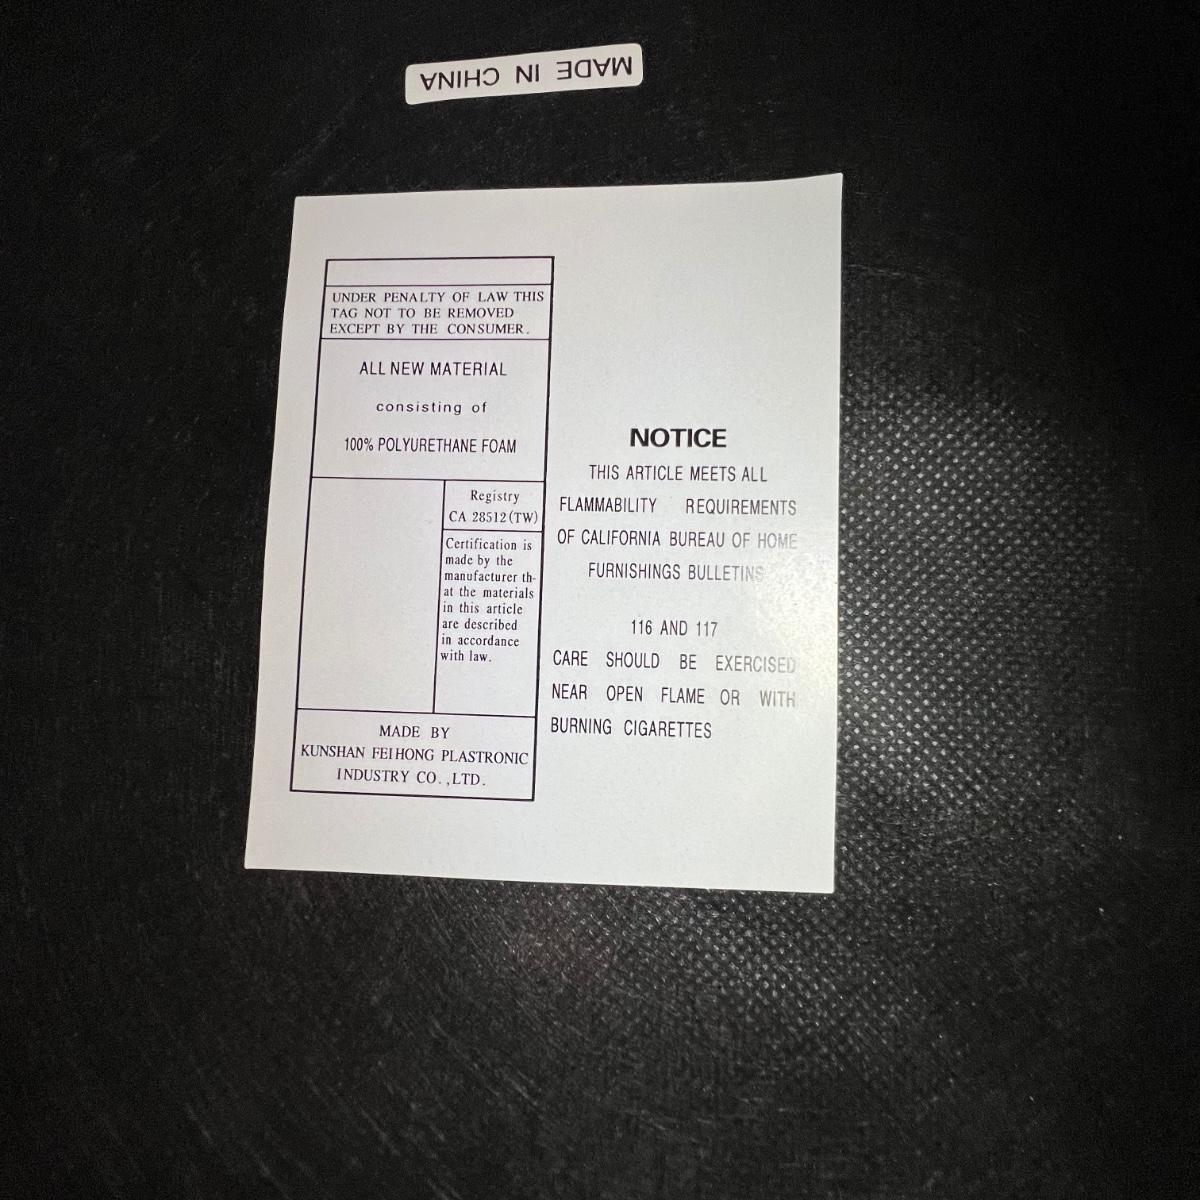 MADE IN CHINA
UNDER PENALTY OF LAW THIS
TAG NOT TO BE REMOVED
EXCEPT BY THE CONSUMER.
ALL NEW MATERIAL
consisting of
100% POLYURETHANE FOAM
Registry
CA 28512(TW)
Certification is
made by the
manufacturer th-
at the materials
in this article
are described
in accordance
with law.
MADE BY
KUNSHAN FEIHONG PLASTRONIC
INDUSTRY CO.,LTD.
NOTICE
THIS ARTICLE MEETS ALL
FLAMMABILITY REQUIREMENTS
OF CALIFORNIA BUREAU OF HOME
FURNISHINGS BULLETINS
116 AND 117
CARE SHOULD BE EXERCISED
NEAR OPEN FLAME OR WITH
BURNING CIGARETTES